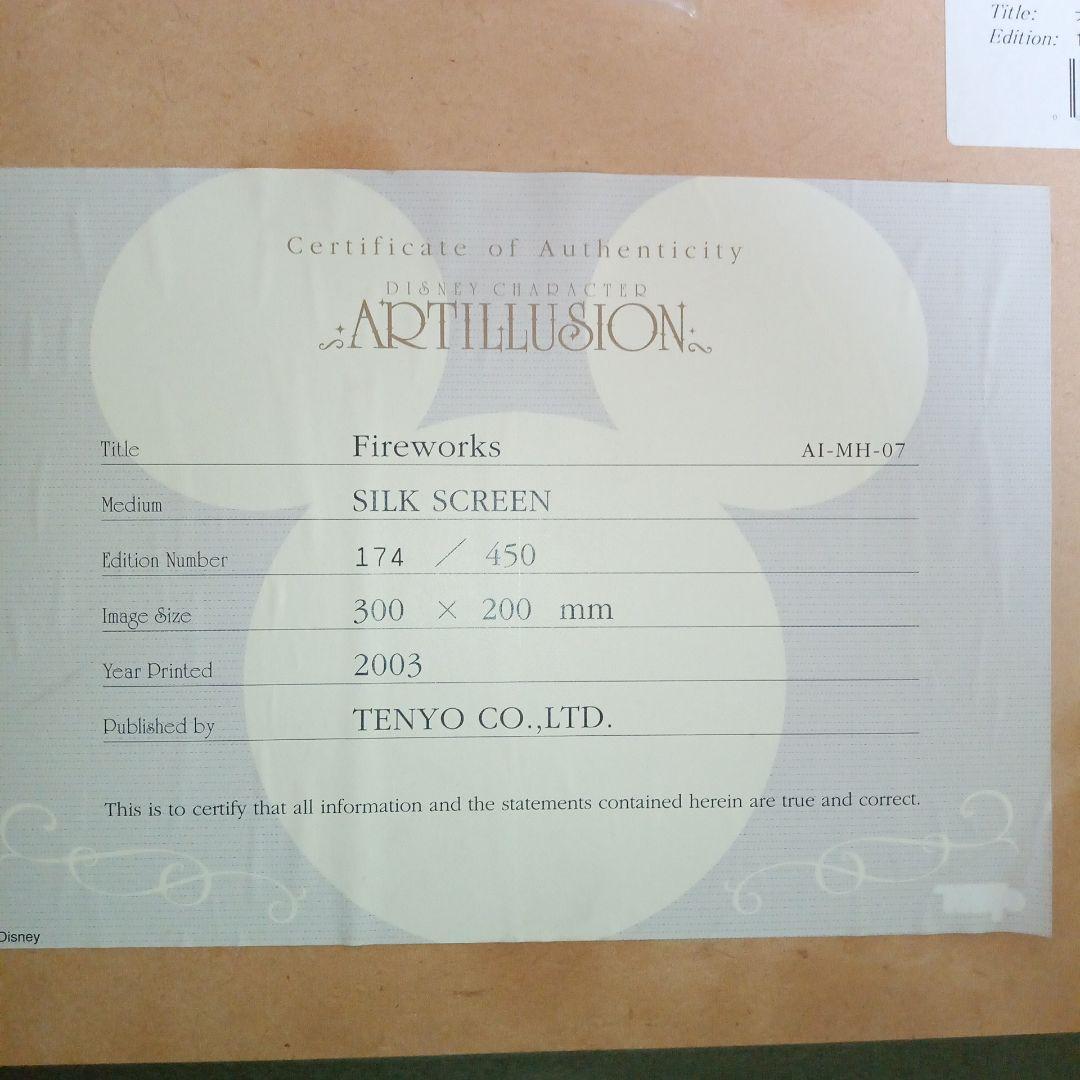 Title:
Edition:
Certificate of Authenticity
DISNEY CHARACTER
ARTILLUSION
Title Fireworks AI-MH-07
Medium SILK SCREEN
Edition Number 174 / 450
Image Size 300 × 200 mm
Year Printed 2003
Published by TENYO CO.,LTD.
This is to certify that all information and the statements contained herein are true and correct.
Disney